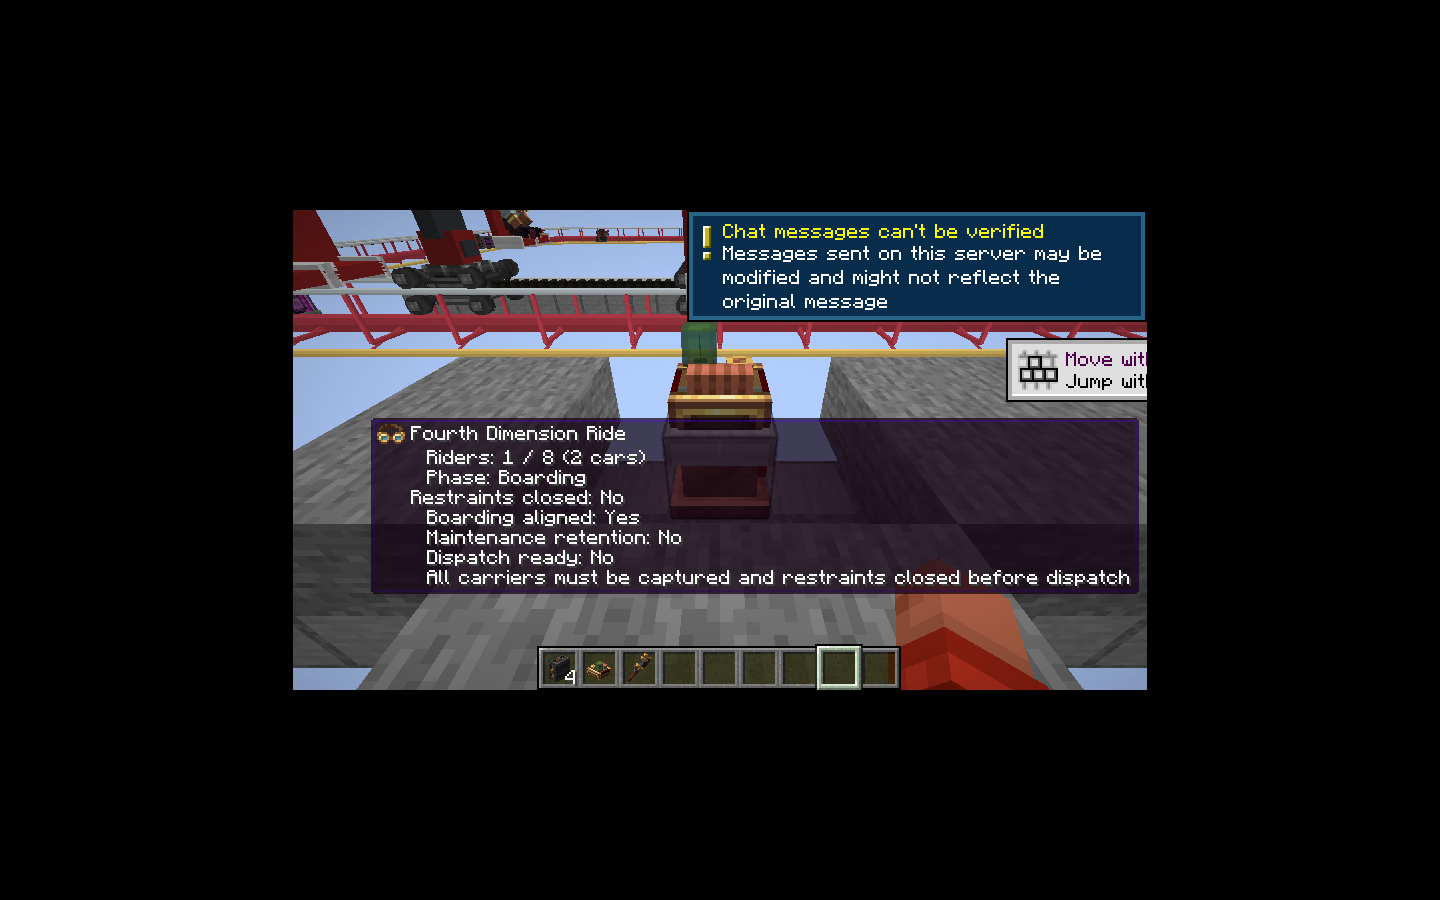 Chat messages can't be verified
Messages sent on this server may be
modified and might not reflect the
original message
Move wit
Jump wit
Fourth Dimension Ride
Riders: 1 / 8 (2 cars)
Phase: Boarding
Restraints closed: No
Boarding aligned: Yes
Maintenance retention: No
Dispatch ready: No
All carriers must be captured and restraints closed before dispatch
4